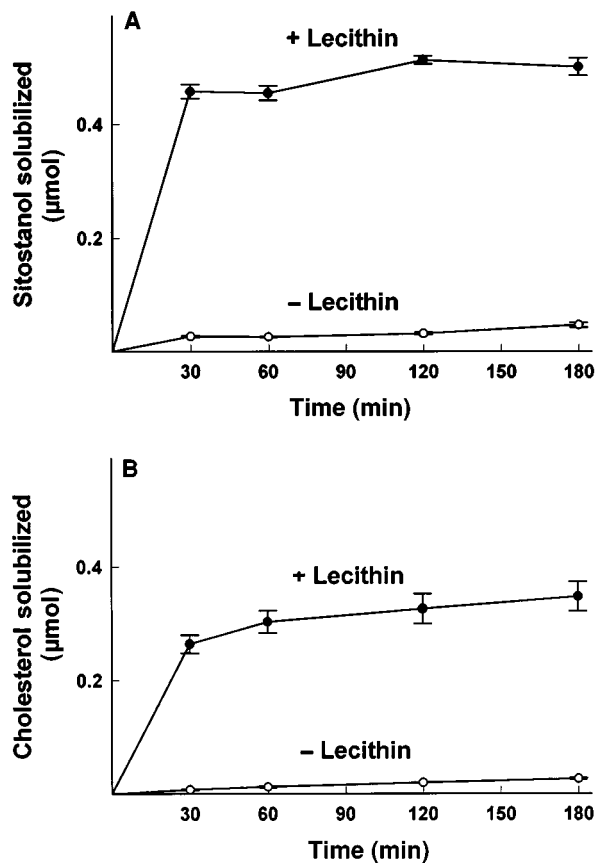 A
+ Lecithin
Sitostanol solubilized
(μmol)
0.4
0.2
– Lecithin
30 60 90 120 150 180
Time (min)
B
+ Lecithin
Cholesterol solubilized
(μmol)
0.4
0.2
– Lecithin
30 60 90 120 150 180
Time (min)